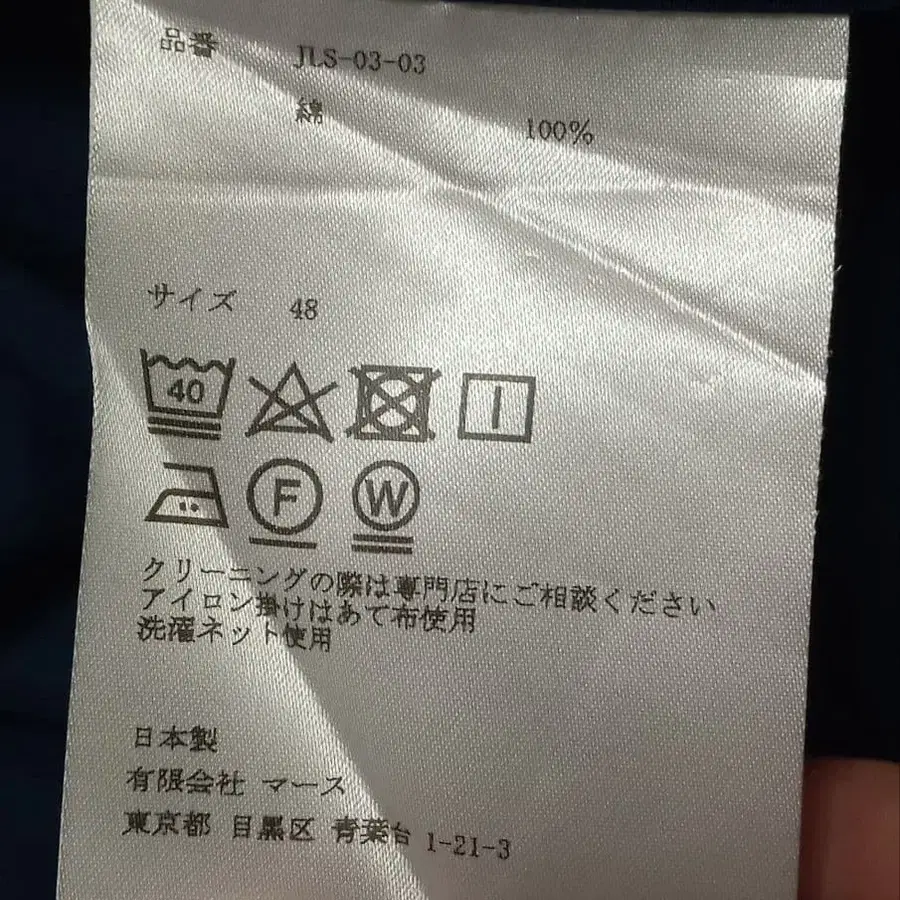 品番 JLS-03-03
綿 100%
サイズ 48
40
F W
クリーニングの際は専門店にご相談ください
アイロン掛けはあて布使用
洗濯ネット使用
日本製
有限会社 マース
東京都 目黒区 青葉台 1-21-3